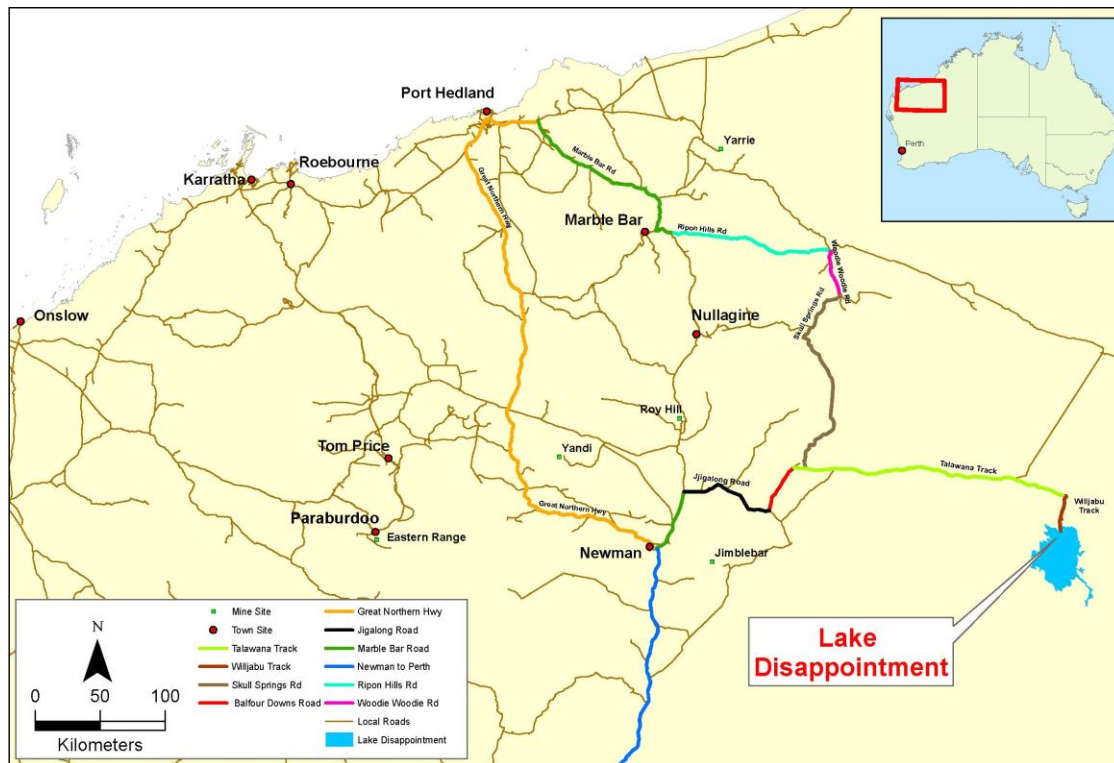 Port Hedland
Roebourne
Karratha
Yarrie
Marble Bar Rd
Great Northern Hwy
Marble Bar
Ripon Hills Rd
Woodie Woodie Rd
Onslow
Nullagine
Skull Springs Rd
Roy Hill
Tom Price
Yandi
Talawana Track
Jjigalong Road
Willjabu
Track
Paraburdoo
Eastern Range
Great Northern Hwy
Newman
Jimblebar
Lake
Disappointment
Perth
N
0 50 100
Kilometers
Mine Site
Town Site
Talawana Track
Willjabu Track
Skull Springs Rd
Balfour Downs Road
Great Northern Hwy
Jigalong Road
Marble Bar Road
Newman to Perth
Ripon Hills Rd
Woodie Woodie Rd
Local Roads
Lake Disappointment